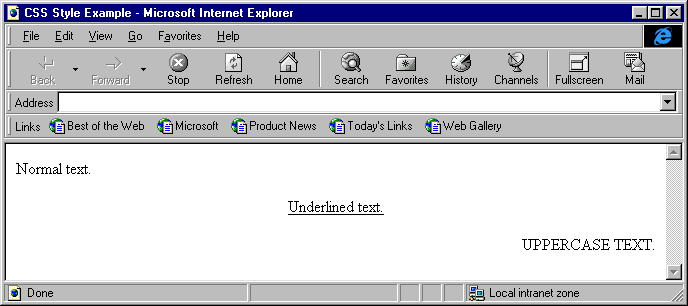 CSS Style Example - Microsoft Internet Explorer
File Edit View Go Favorites Help
Back Forward Stop Refresh Home Search Favorites History Channels Fullscreen Mail
Address
Links Best of the Web Microsoft Product News Today's Links Web Gallery
Normal text.
Underlined text.
UPPERCASE TEXT.
Done Local intranet zone